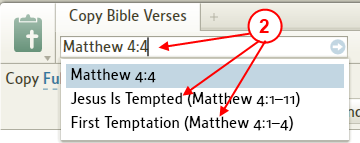 Copy Bible Verses +
2
Matthew 4:4
Matthew 4:4
Copy Fu
Jesus Is Tempted (Matthew 4:1–11)
First Temptation (Matthew 4:1–4)